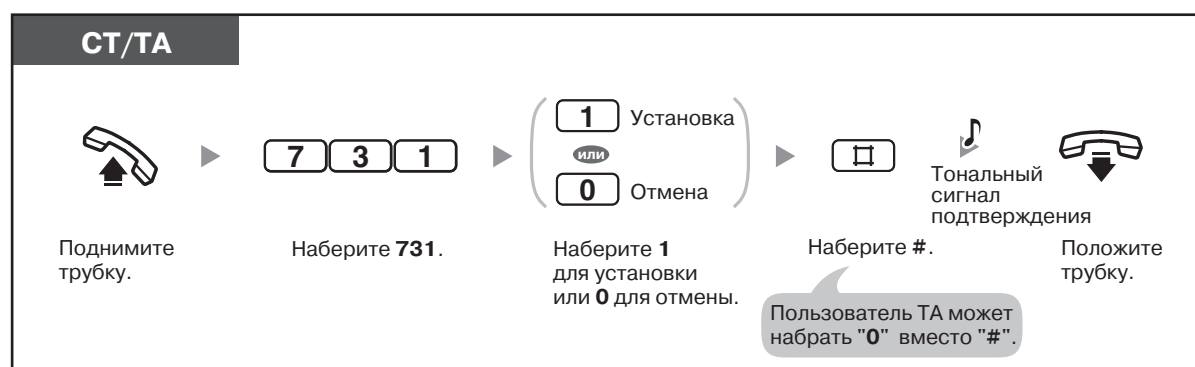 СТ/ТА
7 3 1
1 Установка
или
0 Отмена
#
Тональный
сигнал
подтверждения
Поднимите
трубку.
Наберите 731.
Наберите 1
для установки
или 0 для отмены.
Наберите #.
Положите
трубку.
Пользователь ТА может
набрать "0" вместо "#".